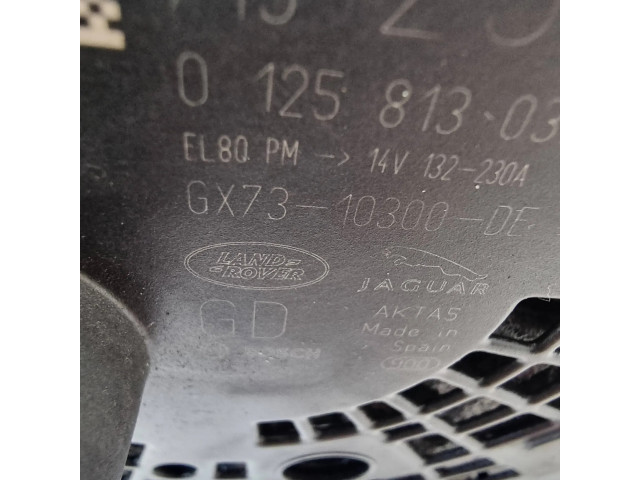 0 125 813 03
EL80 PM -> 14V 132-230A
GX73-10300-DE
LAND-
-ROVER
JAGUAR
GD
AKTAS
Made in
Spain